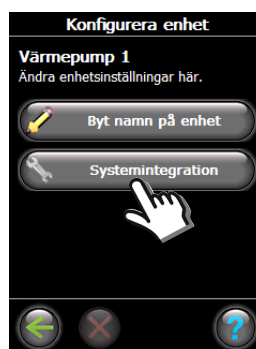 Konfigurera enhet
Värmepump 1
Ändra enhetsinställningar här.
Byt namn på enhet
Systemintegration
?